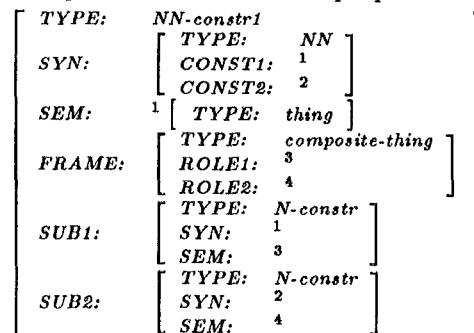 TYPE: NN-constr1
TYPE: NN
SYN: CONST1: 1
CONST2: 2
SEM: 1 [ TYPE: thing ]
TYPE: composite-thing
FRAME: ROLE1: 3
ROLE2: 4
TYPE: N-constr
SUB1: SYN: 1
SEM: 3
TYPE: N-constr
SUB2: SYN: 2
SEM: 4